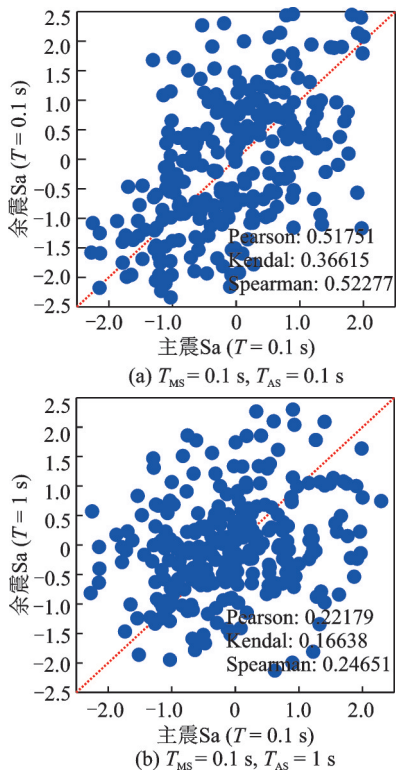 2.5
2.0
1.5
1.0
0.5
0
−0.5
−1.0
−1.5
−2.0
−2.5
余震Sa (T = 0.1 s)
Pearson: 0.51751
Kendal: 0.36615
Spearman: 0.52277
−2.0 −1.0 0 1.0 2.0
主震Sa (T = 0.1 s)
(a) TMS = 0.1 s, TAS = 0.1 s
2.5
2.0
1.5
1.0
0.5
0
−0.5
−1.0
−1.5
−2.0
−2.5
余震Sa (T = 1 s)
Pearson: 0.22179
Kendal: 0.16638
Spearman: 0.24651
−2.0 −1.0 0 1.0 2.0
主震Sa (T = 0.1 s)
(b) TMS = 0.1 s, TAS = 1 s